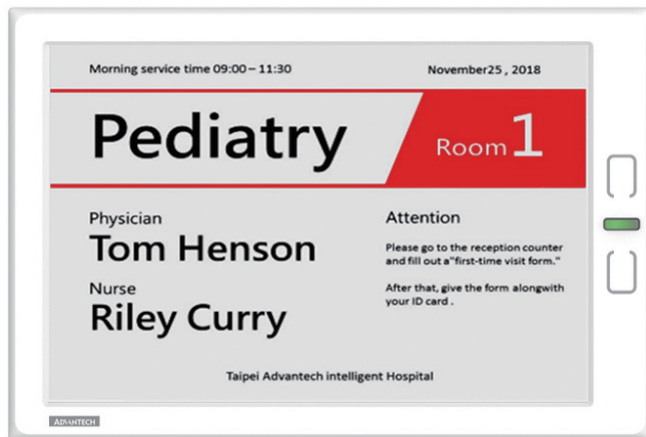 Morning service time 09:00 – 11:30
November25 , 2018
Pediatry
Room 1
Physician
Tom Henson
Nurse
Riley Curry
Attention
Please go to the reception counter
and fill out a"first-time visit form."
After that, give the form alongwith
your ID card .
Taipei Advantech intelligent Hospital
ADVANTECH